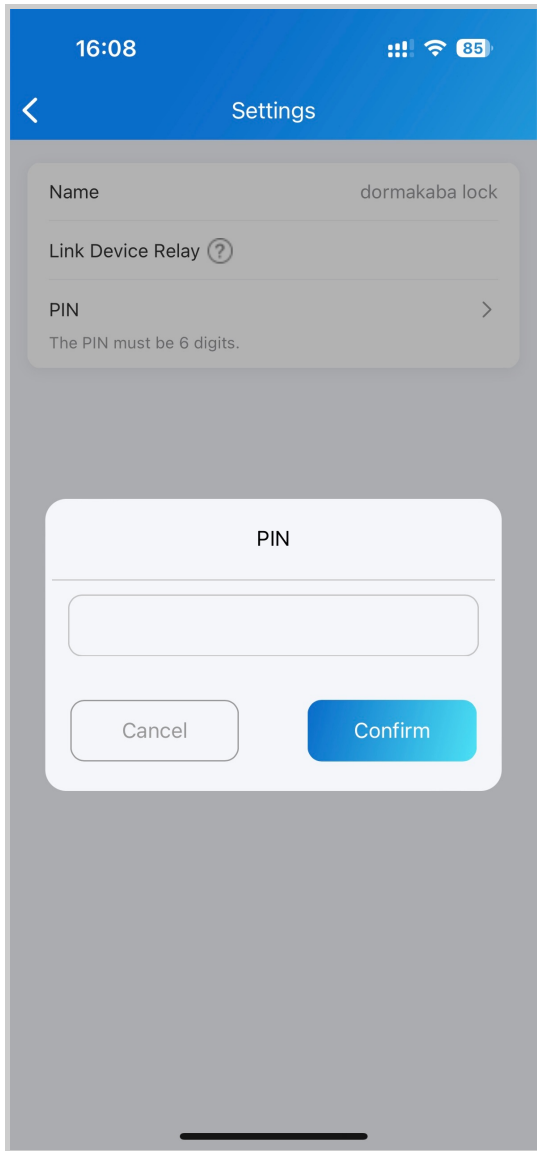 16:08
85
Settings
Name
dormakaba lock
Link Device Relay ?
PIN
The PIN must be 6 digits.
PIN
Cancel
Confirm